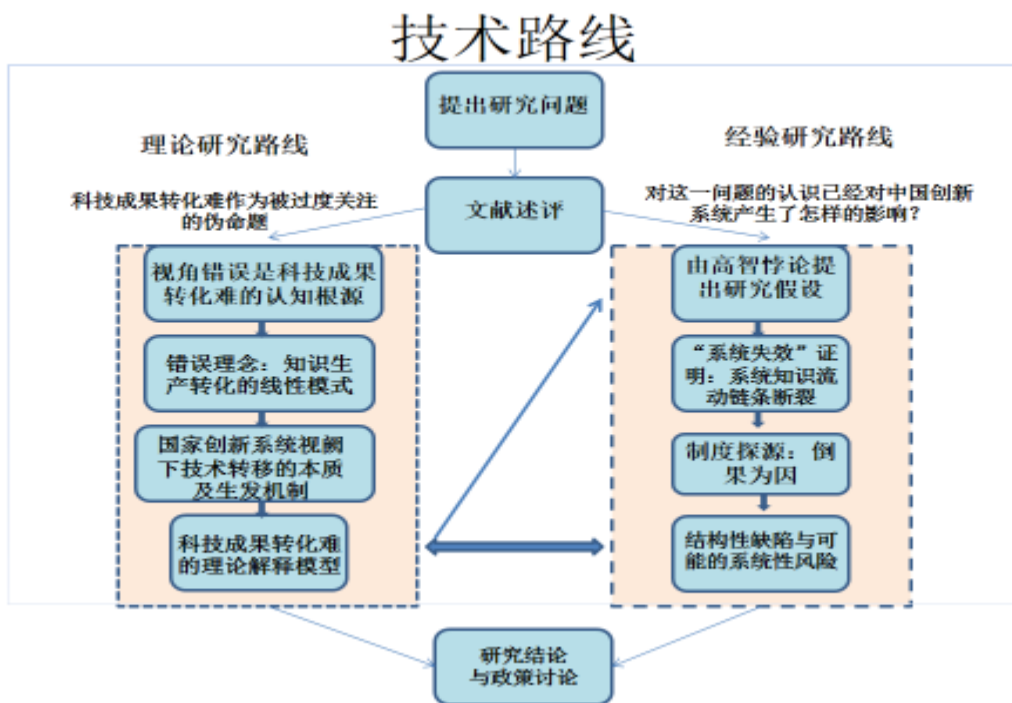 技术路线
提出研究问题
理论研究路线
经验研究路线
科技成果转化难作为被过度关注
的伪命题
文献述评
对这一问题的认识已经对中国创新
系统产生了怎样的影响？
视角错误是科技成果
转化难的认知根源
错误理念：知识生
产转化的线性模式
国家创新系统视阙
下技术转移的本质
及生发机制
科技成果转化难
的理论解释模型
由高智悖论提
出研究假设
“系统失效”证
明：系统知识流
动链条断裂
制度探源：倒
果为因
结构性缺陷与可
能的系统性风险
研究结论
与政策讨论